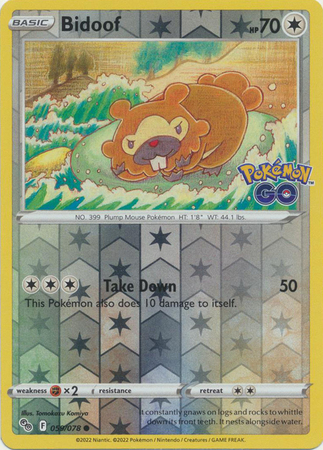 BASIC
Bidoof
HP 70
Pokémon
GO
NO. 399 Plump Mouse Pokémon HT: 1'8" WT: 44.1 lbs.
Take Down 50
This Pokémon also does 10 damage to itself.
weakness ×2 resistance retreat
Illus. Tomokazu Komiya
It constantly gnaws on logs and rocks to whittle
down its front teeth. It nests alongside water.
F 059/078
©2022 Niantic. ©2022 Pokémon / Nintendo / Creatures / GAME FREAK.